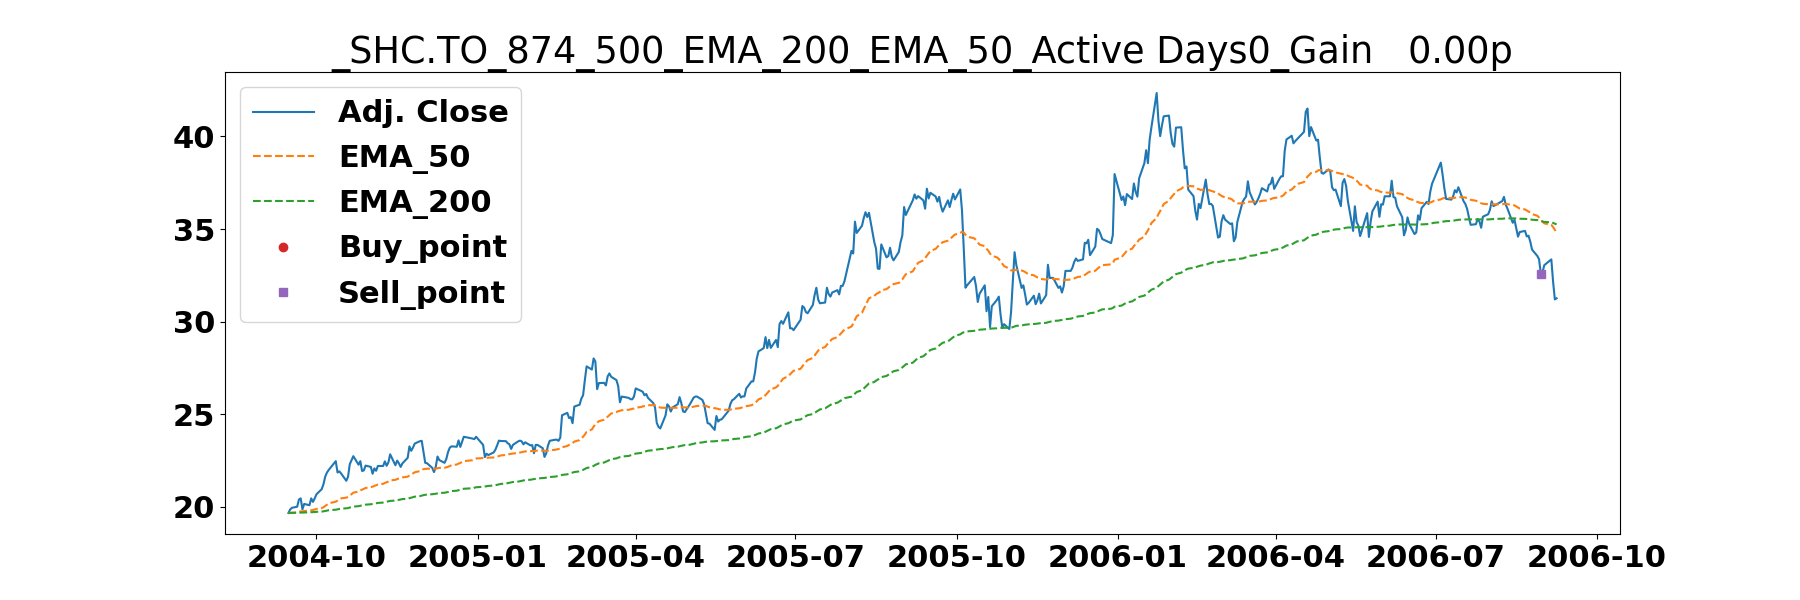 _SHC.TO_874_500_EMA_200_EMA_50_Active Days0_Gain   0.00p
Adj. Close
EMA_50
EMA_200
Buy_point
Sell_point
40
35
30
25
20
2004-10 2005-01 2005-04 2005-07 2005-10 2006-01 2006-04 2006-07 2006-10